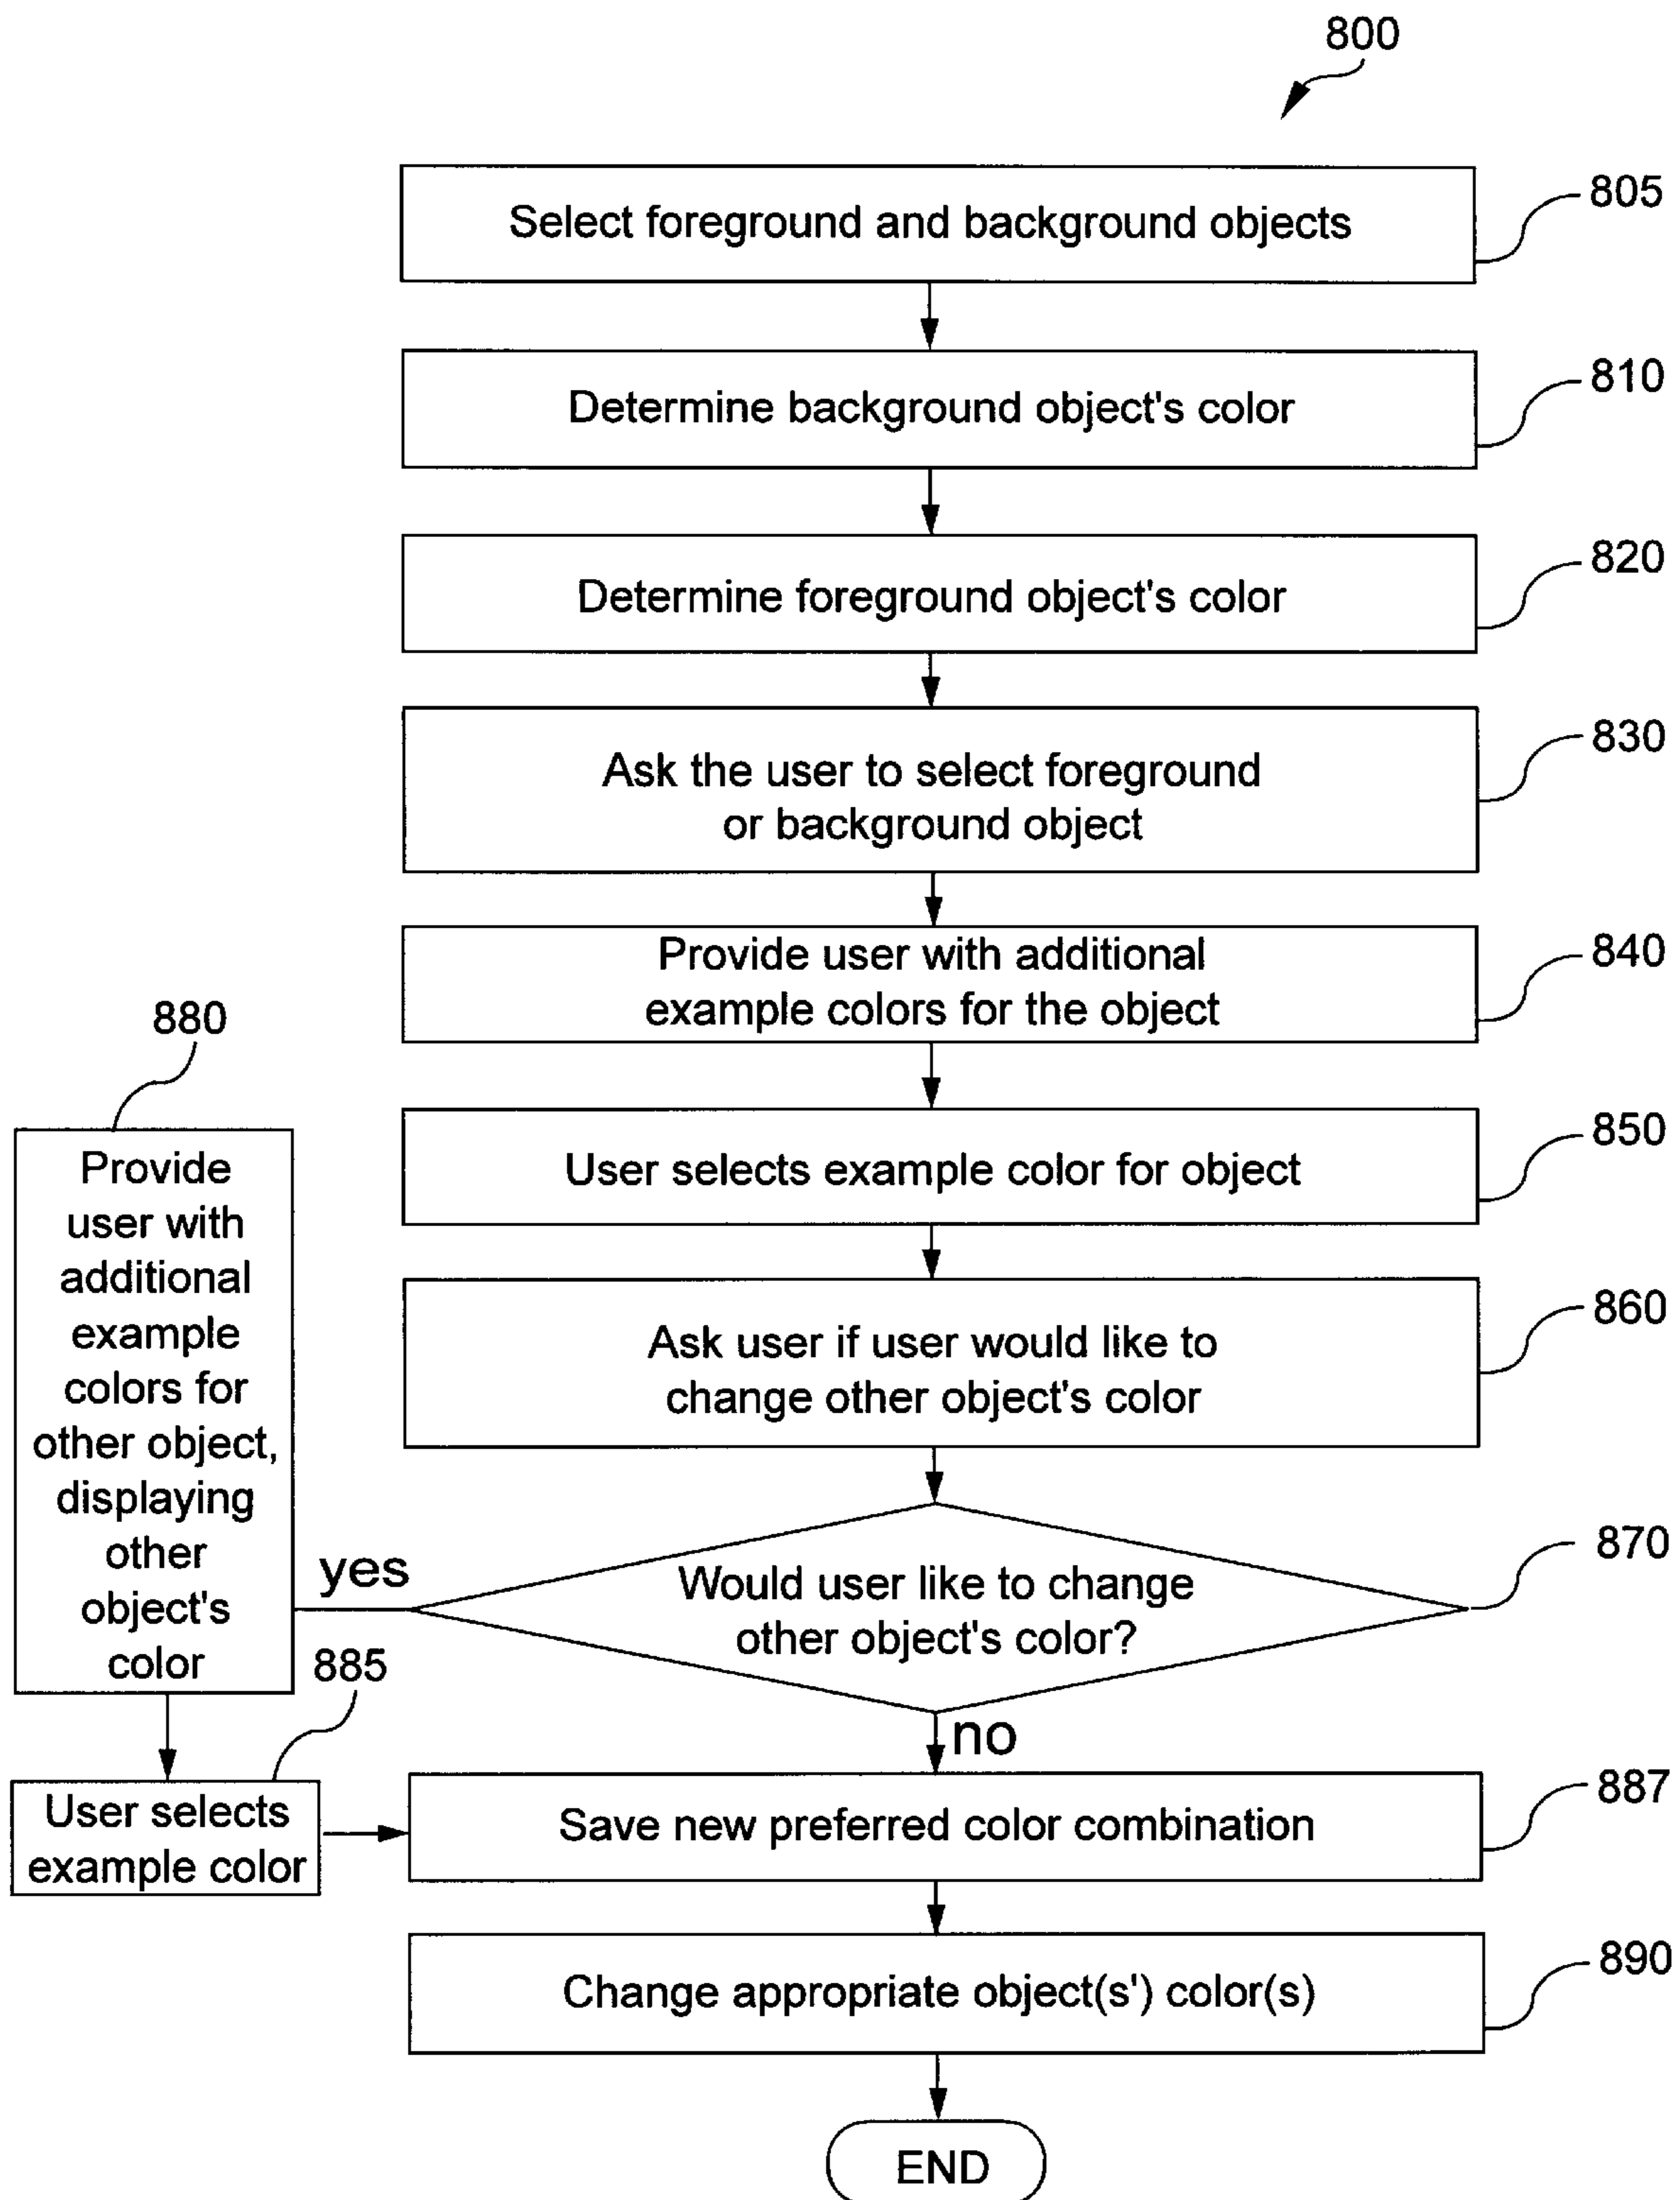 800
Select foreground and background objects
805
Determine background object's color
810
Determine foreground object's color
820
Ask the user to select foreground
or background object
830
Provide user with additional
example colors for the object
840
User selects example color for object
850
Ask user if user would like to
change other object's color
860
Would user like to change
other object's color?
870
yes
no
880
Provide
user with
additional
example
colors for
other object,
displaying
other
object's
color
885
User selects
example color
Save new preferred color combination
887
Change appropriate object(s') color(s)
890
END